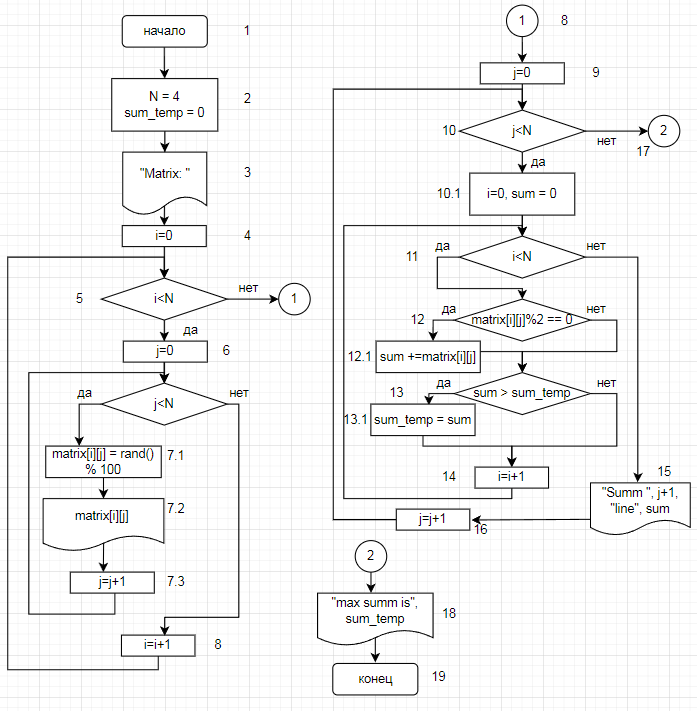 начало
1
N = 4
sum_temp = 0
2
"Matrix: "
3
i=0
4
5
i<N
нет
1
да
j=0
6
да
j<N
нет
matrix[i][j] = rand()
% 100
7.1
matrix[i][j]
7.2
j=j+1
7.3
i=i+1
8
1
8
j=0
9
10
j<N
нет
2
17
да
10.1
i=0, sum = 0
11
да
i<N
нет
12
да
matrix[i][j]%2 == 0
нет
12.1
sum +=matrix[i][j]
13
да
sum > sum_temp
нет
13.1
sum_temp = sum
14
i=i+1
15
"Summ ", j+1,
"line", sum
j=j+1
16
2
"max summ is",
sum_temp
18
конец
19